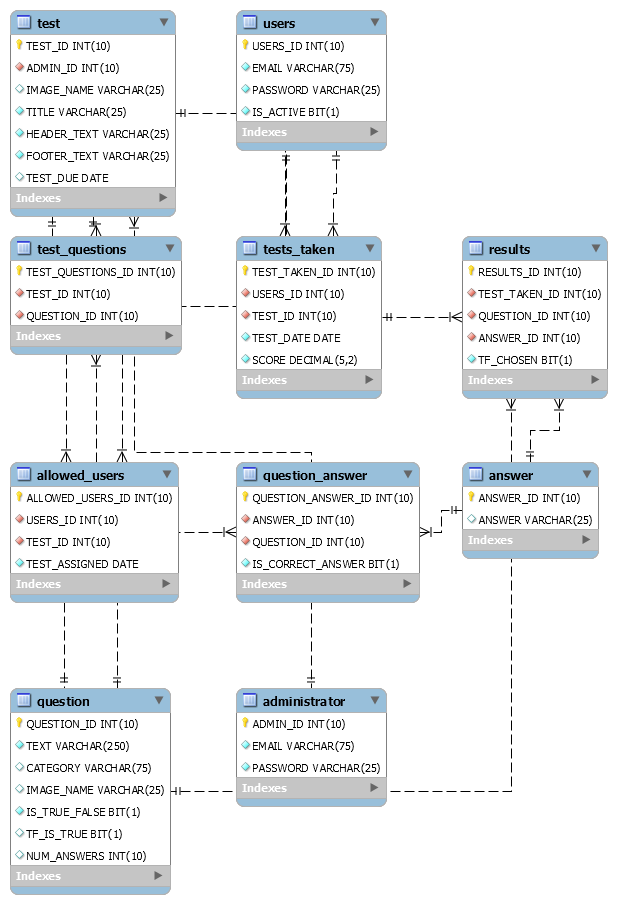 test
TEST_ID INT(10)
ADMIN_ID INT(10)
IMAGE_NAME VARCHAR(25)
TITLE VARCHAR(25)
HEADER_TEXT VARCHAR(25)
FOOTER_TEXT VARCHAR(25)
TEST_DUE DATE
Indexes
users
USERS_ID INT(10)
EMAIL VARCHAR(75)
PASSWORD VARCHAR(25)
IS_ACTIVE BIT(1)
Indexes
test_questions
TEST_QUESTIONS_ID INT(10)
TEST_ID INT(10)
QUESTION_ID INT(10)
Indexes
tests_taken
TEST_TAKEN_ID INT(10)
USERS_ID INT(10)
TEST_ID INT(10)
TEST_DATE DATE
SCORE DECIMAL(5,2)
Indexes
results
RESULTS_ID INT(10)
TEST_TAKEN_ID INT(10)
QUESTION_ID INT(10)
ANSWER_ID INT(10)
TF_CHOSEN BIT(1)
Indexes
allowed_users
ALLOWED_USERS_ID INT(10)
USERS_ID INT(10)
TEST_ID INT(10)
TEST_ASSIGNED DATE
Indexes
question_answer
QUESTION_ANSWER_ID INT(10)
ANSWER_ID INT(10)
QUESTION_ID INT(10)
IS_CORRECT_ANSWER BIT(1)
Indexes
answer
ANSWER_ID INT(10)
ANSWER VARCHAR(25)
Indexes
question
QUESTION_ID INT(10)
TEXT VARCHAR(250)
CATEGORY VARCHAR(75)
IMAGE_NAME VARCHAR(25)
IS_TRUE_FALSE BIT(1)
TF_IS_TRUE BIT(1)
NUM_ANSWERS INT(10)
Indexes
administrator
ADMIN_ID INT(10)
EMAIL VARCHAR(75)
PASSWORD VARCHAR(25)
Indexes